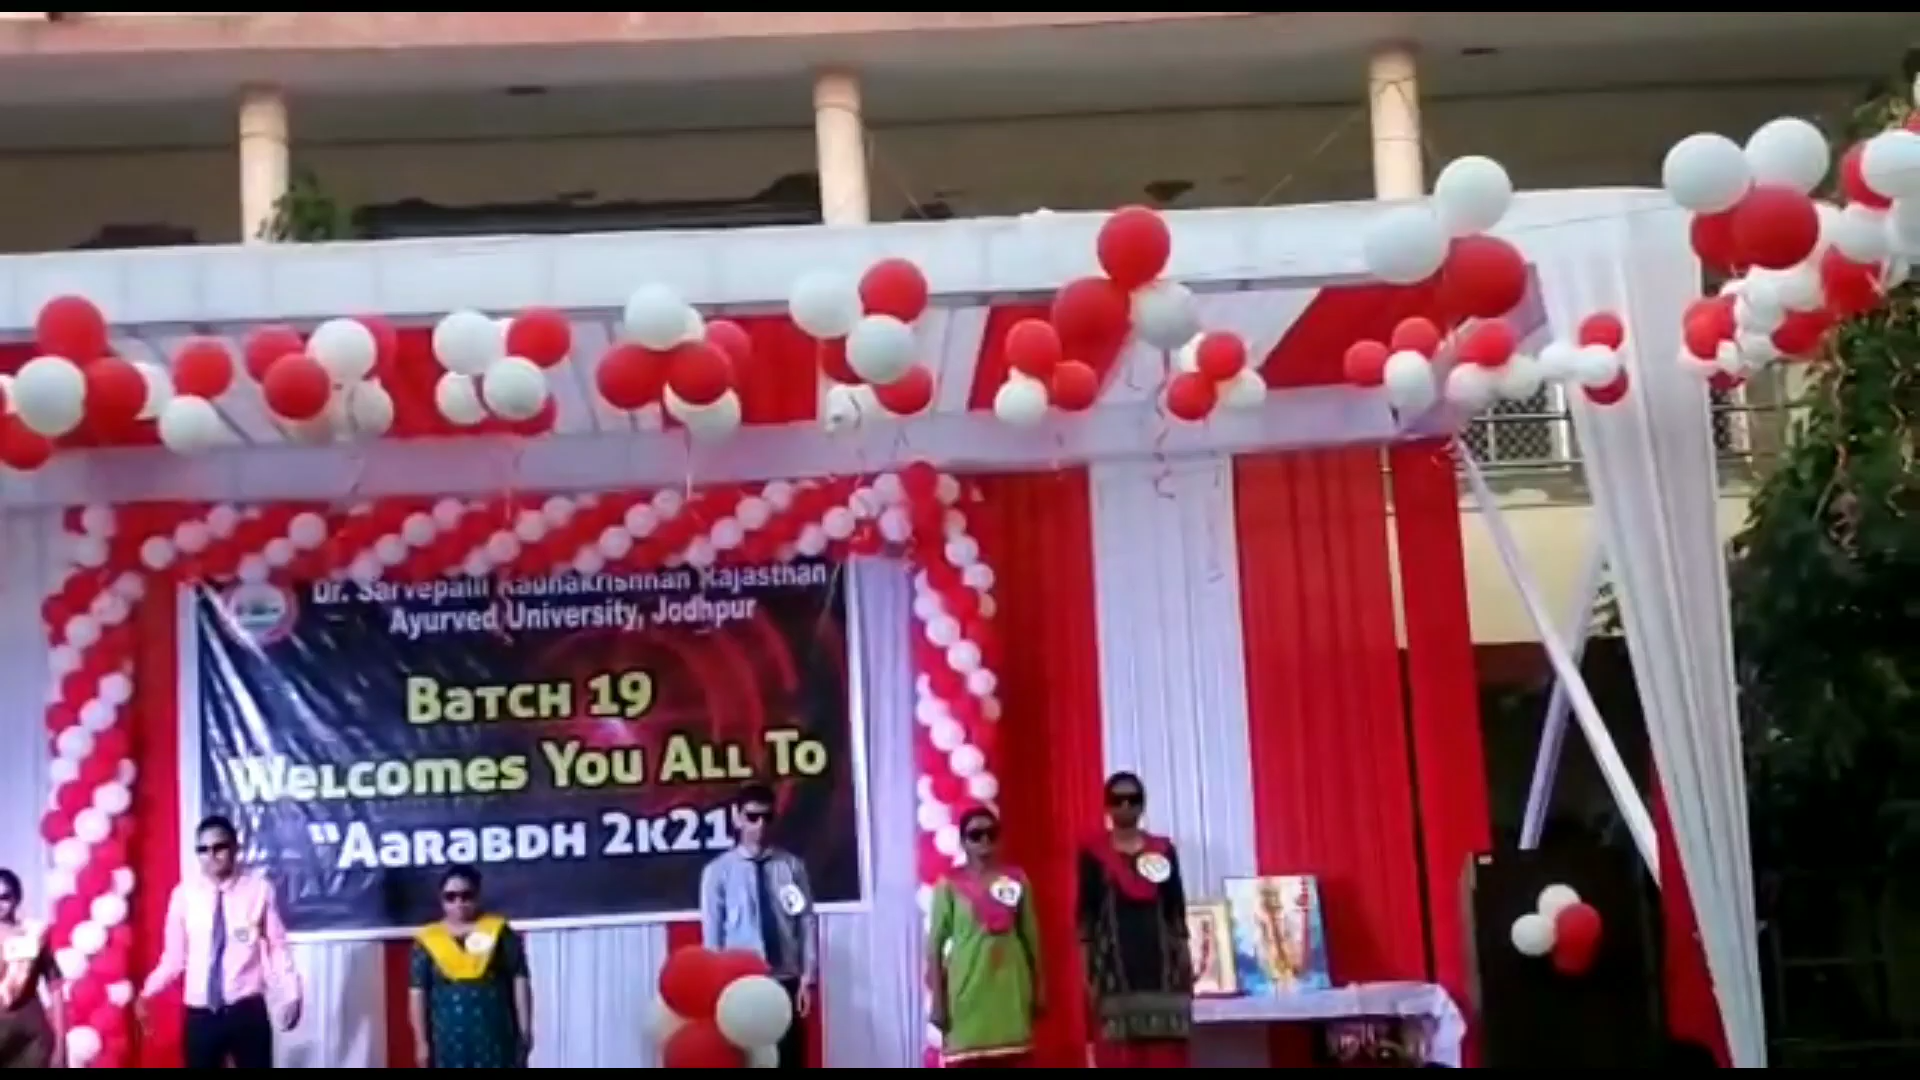 Dr. Sarvepalli Radhakrishnan Rajasthan
Ayurved University, Jodhpur
Batch 19
Welcomes You All To
"Aarabdh 2k21"